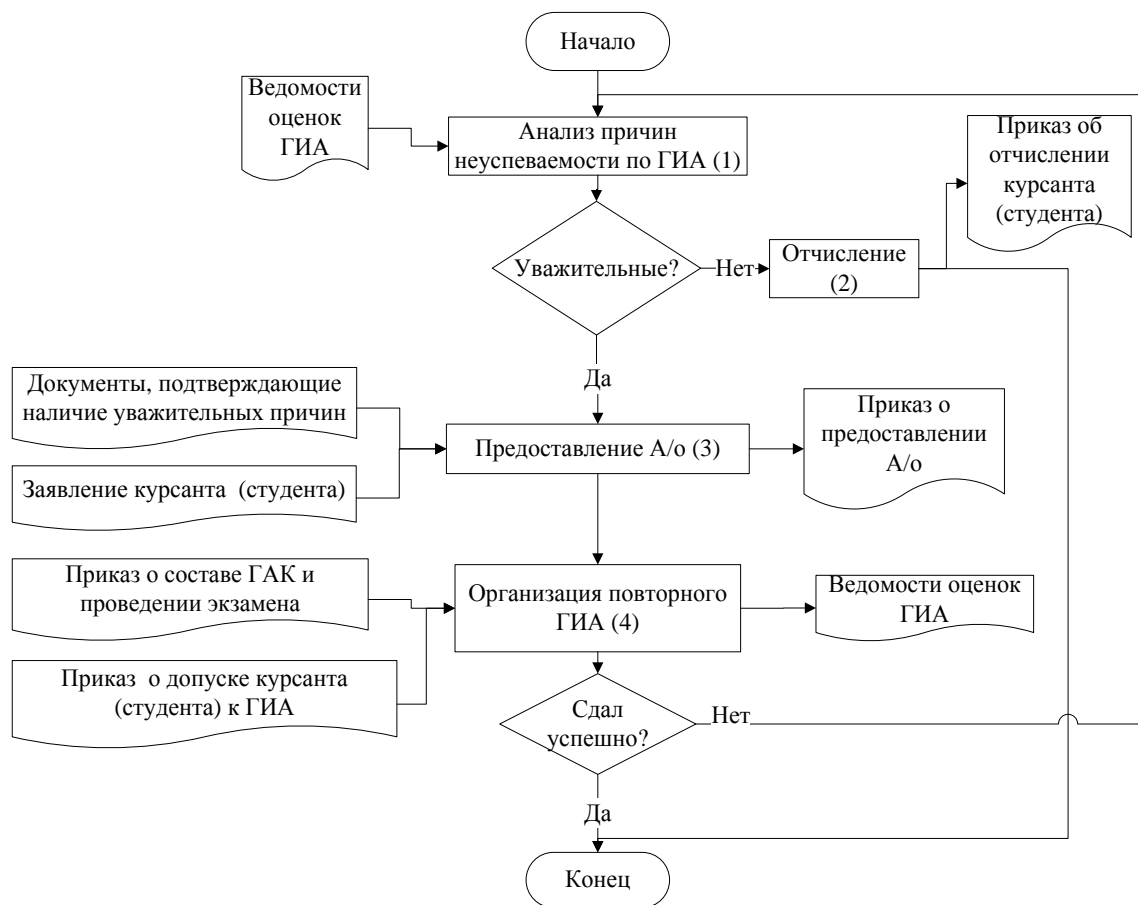 Начало
Ведомости
оценок
ГИА
Анализ причин
неуспеваемости по ГИА (1)
Приказ об
отчислении
курсанта
(студента)
Уважительные?
Нет
Отчисление
(2)
Да
Документы, подтверждающие
наличие уважительных причин
Заявление курсанта (студента)
Предоставление А/о (3)
Приказ о
предоставлении
А/о
Приказ о составе ГАК и
проведении экзамена
Приказ о допуске курсанта
(студента) к ГИА
Организация повторного
ГИА (4)
Ведомости оценок
ГИА
Сдал
успешно?
Нет
Да
Конец